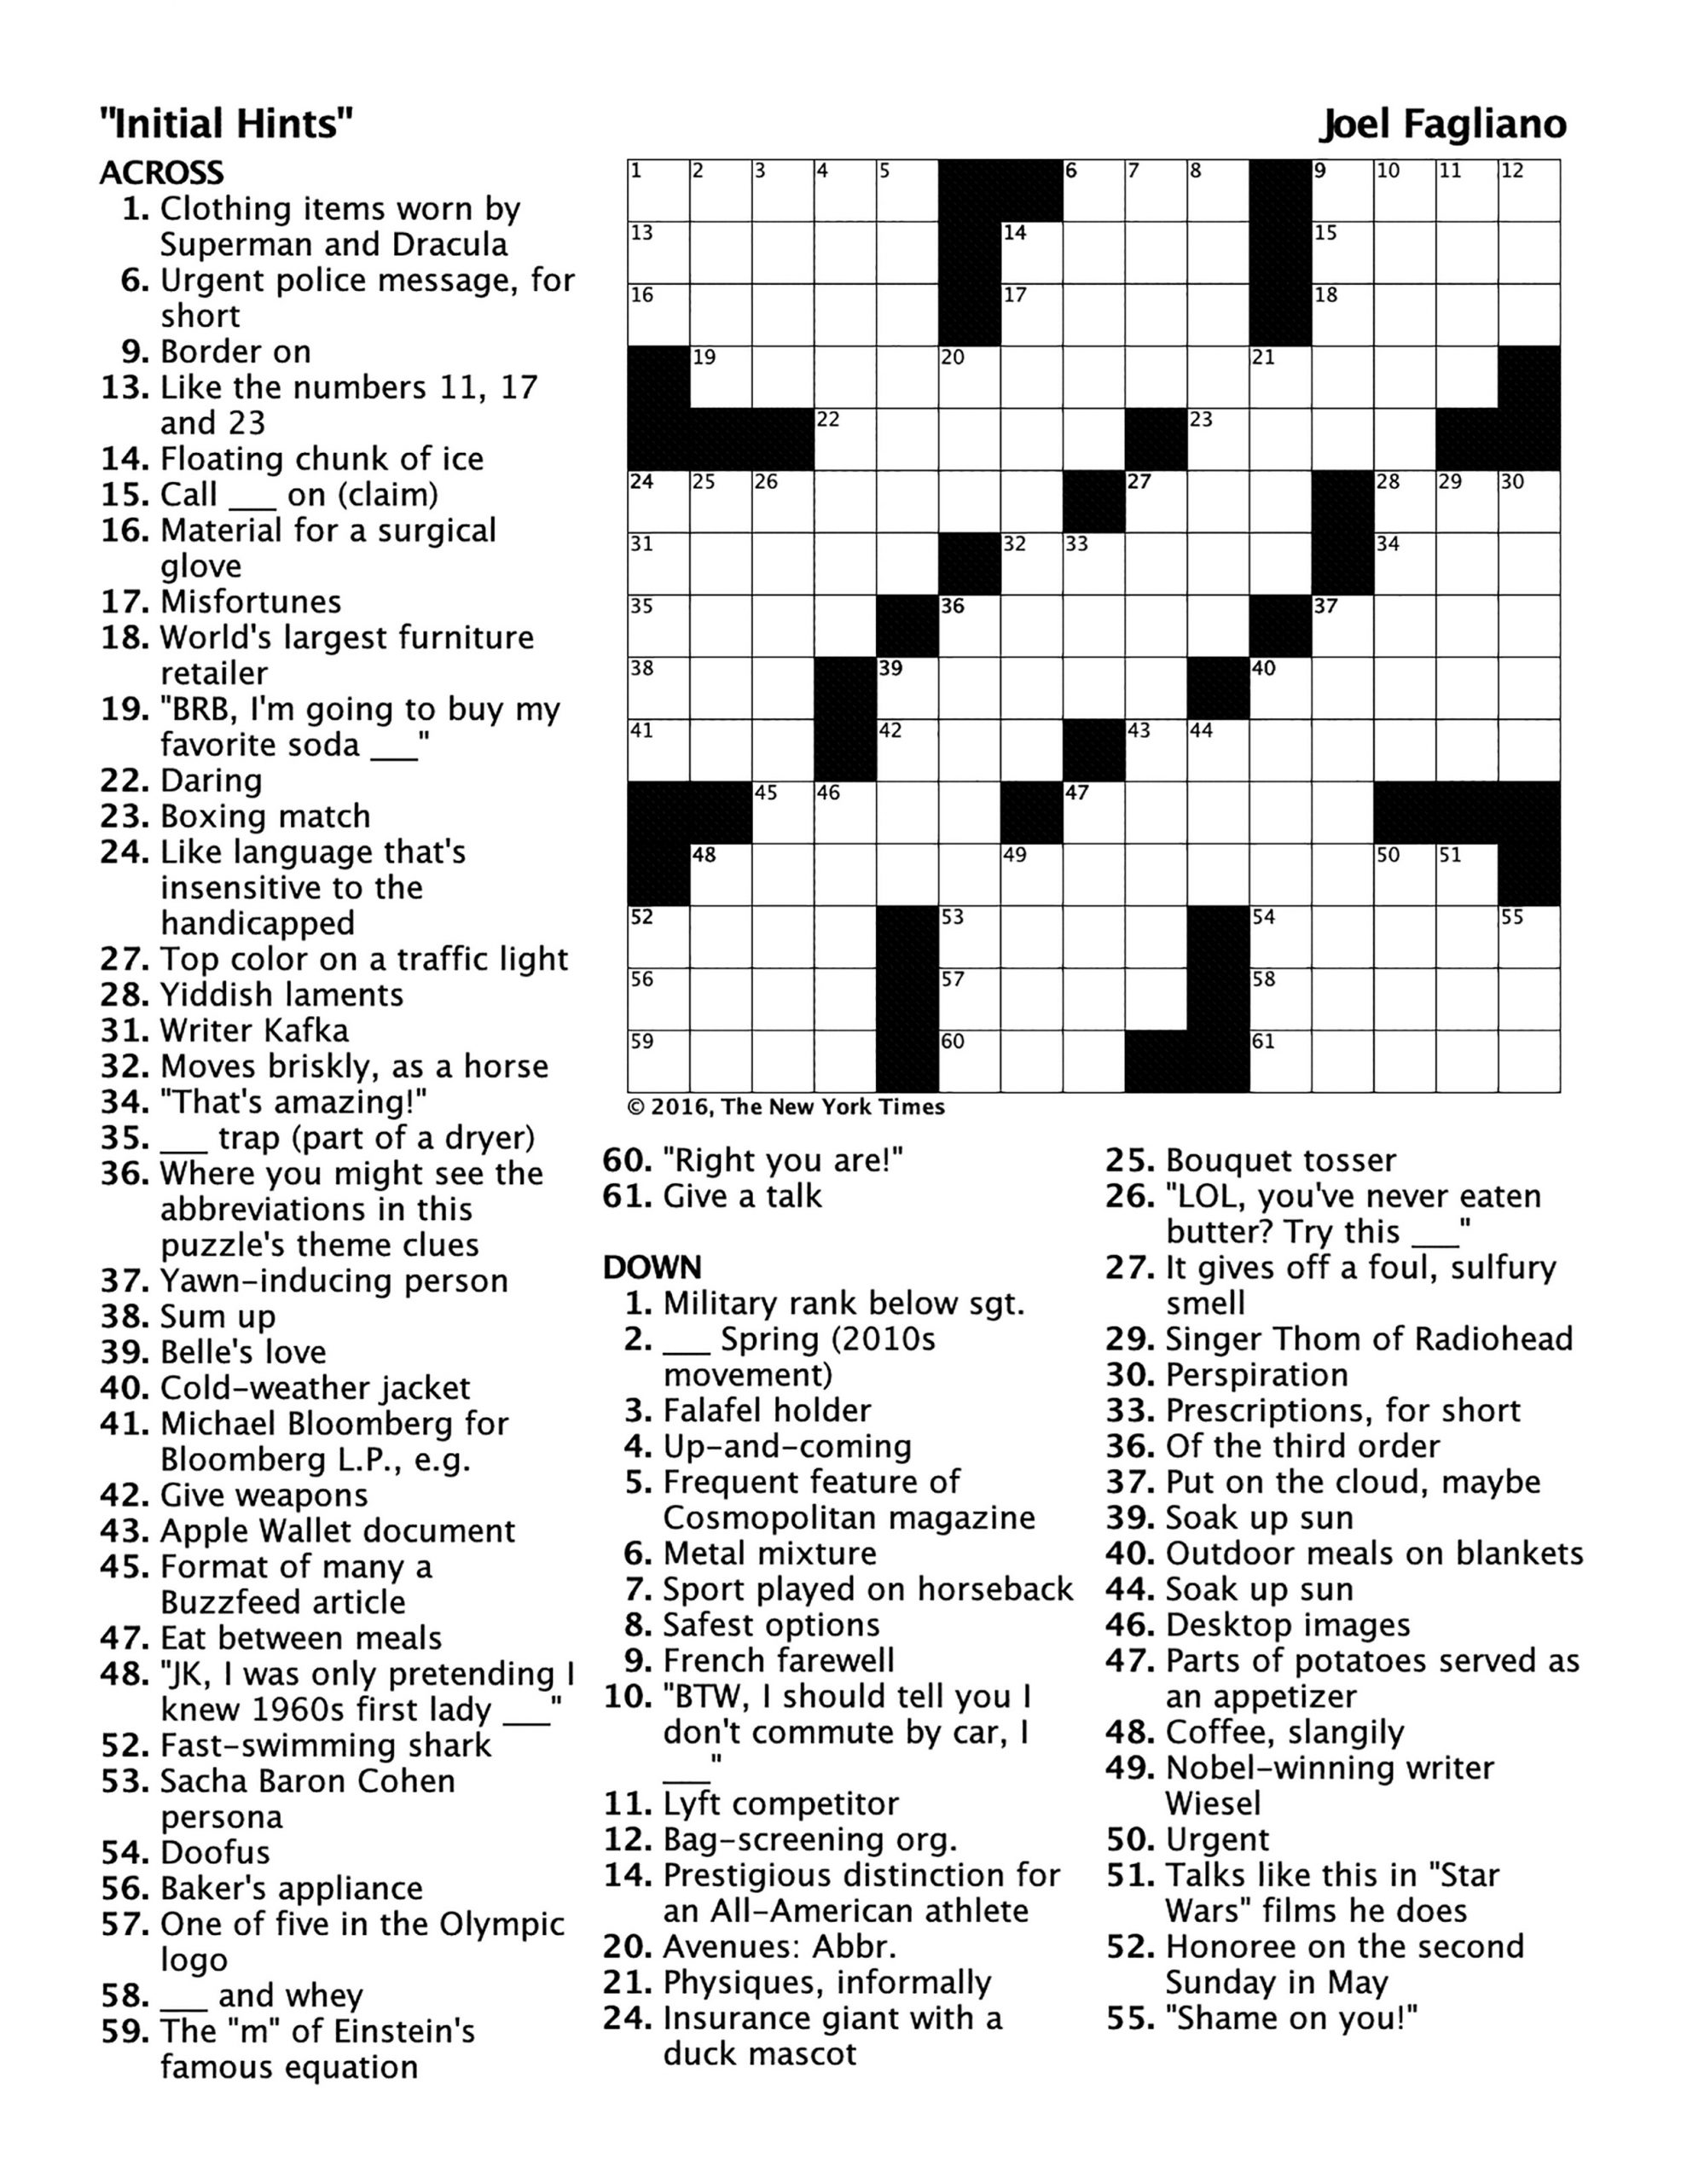 "Initial Hints"
Joel Fagliano
ACROSS
1. Clothing items worn by
Superman and Dracula
6. Urgent police message, for
short
9. Border on
13. Like the numbers 11, 17
and 23
14. Floating chunk of ice
15. Call ___ on (claim)
16. Material for a surgical
glove
17. Misfortunes
18. World's largest furniture
retailer
19. "BRB, I'm going to buy my
favorite soda ___"
22. Daring
23. Boxing match
24. Like language that's
insensitive to the
handicapped
27. Top color on a traffic light
28. Yiddish laments
31. Writer Kafka
32. Moves briskly, as a horse
34. "That's amazing!"
35. ___ trap (part of a dryer)
36. Where you might see the
abbreviations in this
puzzle's theme clues
37. Yawn-inducing person
38. Sum up
39. Belle's love
40. Cold-weather jacket
41. Michael Bloomberg for
Bloomberg L.P., e.g.
42. Give weapons
43. Apple Wallet document
45. Format of many a
Buzzfeed article
47. Eat between meals
48. "JK, I was only pretending I
knew 1960s first lady ___"
52. Fast-swimming shark
53. Sacha Baron Cohen
persona
54. Doofus
56. Baker's appliance
57. One of five in the Olympic
logo
58. ___ and whey
59. The "m" of Einstein's
famous equation
1 2 3 4 5 6 7 8 9 10 11 12
13 14 15
16 17 18
19 20 21
22 23
24 25 26 27 28 29 30
31 32 33 34
35 36 37
38 39 40
41 42 43 44
45 46 47
48 49 50 51
52 53 54 55
56 57 58
59 60 61
© 2016, The New York Times
60. "Right you are!"
61. Give a talk
DOWN
1. Military rank below sgt.
2. ___ Spring (2010s
movement)
3. Falafel holder
4. Up-and-coming
5. Frequent feature of
Cosmopolitan magazine
6. Metal mixture
7. Sport played on horseback
8. Safest options
9. French farewell
10. "BTW, I should tell you I
don't commute by car, I
___"
11. Lyft competitor
12. Bag-screening org.
14. Prestigious distinction for
an All-American athlete
20. Avenues: Abbr.
21. Physiques, informally
24. Insurance giant with a
duck mascot
25. Bouquet tosser
26. "LOL, you've never eaten
butter? Try this ___"
27. It gives off a foul, sulfury
smell
29. Singer Thom of Radiohead
30. Perspiration
33. Prescriptions, for short
36. Of the third order
37. Put on the cloud, maybe
39. Soak up sun
40. Outdoor meals on blankets
44. Soak up sun
46. Desktop images
47. Parts of potatoes served as
an appetizer
48. Coffee, slangily
49. Nobel-winning writer
Wiesel
50. Urgent
51. Talks like this in "Star
Wars" films he does
52. Honoree on the second
Sunday in May
55. "Shame on you!"